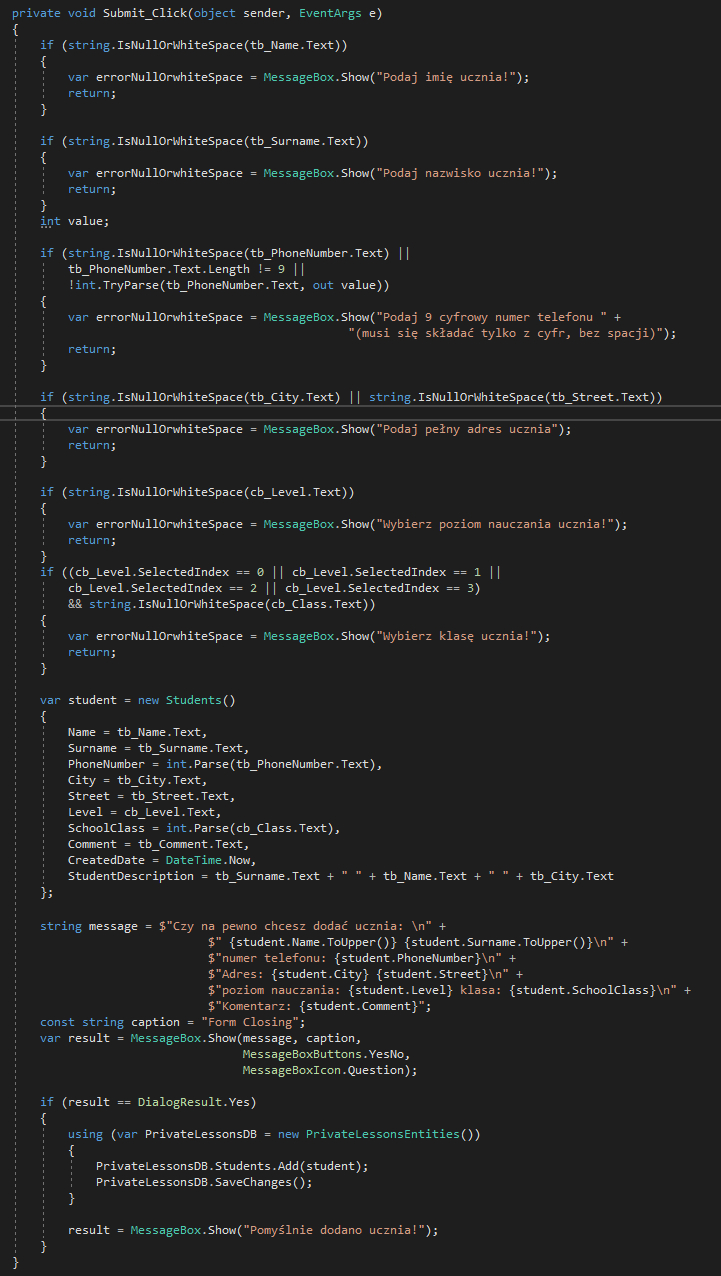 private void Submit_Click(object sender, EventArgs e)
{
    if (string.IsNullOrWhiteSpace(tb_Name.Text))
    {
        var errorNullOrwhiteSpace = MessageBox.Show("Podaj imię ucznia!");
        return;
    }

    if (string.IsNullOrWhiteSpace(tb_Surname.Text))
    {
        var errorNullOrwhiteSpace = MessageBox.Show("Podaj nazwisko ucznia!");
        return;
    }
    int value;

    if (string.IsNullOrWhiteSpace(tb_PhoneNumber.Text) ||
        tb_PhoneNumber.Text.Length != 9 ||
        !int.TryParse(tb_PhoneNumber.Text, out value))
    {
        var errorNullOrwhiteSpace = MessageBox.Show("Podaj 9 cyfrowy numer telefonu " +
                                                "(musi się składać tylko z cyfr, bez spacji)");
        return;
    }

    if (string.IsNullOrWhiteSpace(tb_City.Text) || string.IsNullOrWhiteSpace(tb_Street.Text))
    {
        var errorNullOrwhiteSpace = MessageBox.Show("Podaj pełny adres ucznia");
        return;
    }

    if (string.IsNullOrWhiteSpace(cb_Level.Text))
    {
        var errorNullOrwhiteSpace = MessageBox.Show("Wybierz poziom nauczania ucznia!");
        return;
    }
    if ((cb_Level.SelectedIndex == 0 || cb_Level.SelectedIndex == 1 ||
        cb_Level.SelectedIndex == 2 || cb_Level.SelectedIndex == 3)
        && string.IsNullOrWhiteSpace(cb_Class.Text))
    {
        var errorNullOrwhiteSpace = MessageBox.Show("Wybierz klasę ucznia!");
        return;
    }

    var student = new Students()
    {
        Name = tb_Name.Text,
        Surname = tb_Surname.Text,
        PhoneNumber = int.Parse(tb_PhoneNumber.Text),
        City = tb_City.Text,
        Street = tb_Street.Text,
        Level = cb_Level.Text,
        SchoolClass = int.Parse(cb_Class.Text),
        Comment = tb_Comment.Text,
        CreatedDate = DateTime.Now,
        StudentDescription = tb_Surname.Text + " " + tb_Name.Text + " " + tb_City.Text
    };

    string message = $"Czy na pewno chcesz dodać ucznia: \n" +
                            $" {student.Name.ToUpper()} {student.Surname.ToUpper()}\n" +
                            $"numer telefonu: {student.PhoneNumber}\n" +
                            $"Adres: {student.City} {student.Street}\n" +
                            $"poziom nauczania: {student.Level} klasa: {student.SchoolClass}\n" +
                            $"Komentarz: {student.Comment}";
    const string caption = "Form Closing";
    var result = MessageBox.Show(message, caption,
                                 MessageBoxButtons.YesNo,
                                 MessageBoxIcon.Question);

    if (result == DialogResult.Yes)
    {
        using (var PrivateLessonsDB = new PrivateLessonsEntities())
        {
            PrivateLessonsDB.Students.Add(student);
            PrivateLessonsDB.SaveChanges();
        }

        result = MessageBox.Show("Pomyślnie dodano ucznia!");
    }
}